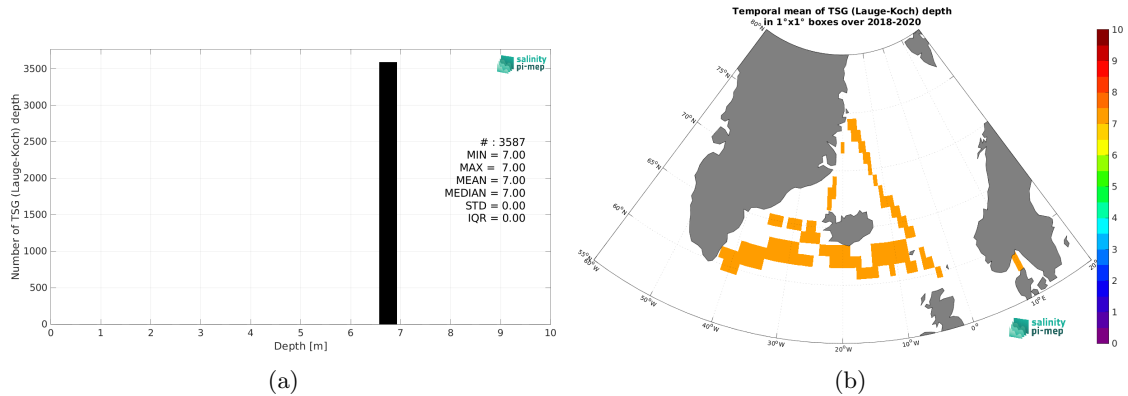 Number of TSG (Lauge-Koch) depth
3500
3000
2500
2000
1500
1000
500
0
0 1 2 3 4 5 6 7 8 9 10
Depth [m]
salinity
pi-mep
# : 3587
MIN = 7.00
MAX = 7.00
MEAN = 7.00
MEDIAN = 7.00
STD = 0.00
IQR = 0.00
(a)
Temporal mean of TSG (Lauge-Koch) depth
in 1°x1° boxes over 2018-2020
80°N
75°N
70°N
65°N
60°N
55°N
60°W
50°W
40°W
30°W
20°W
10°W
0°
10°E
salinity
pi-mep
10
9
8
7
6
5
4
3
2
1
0
(b)